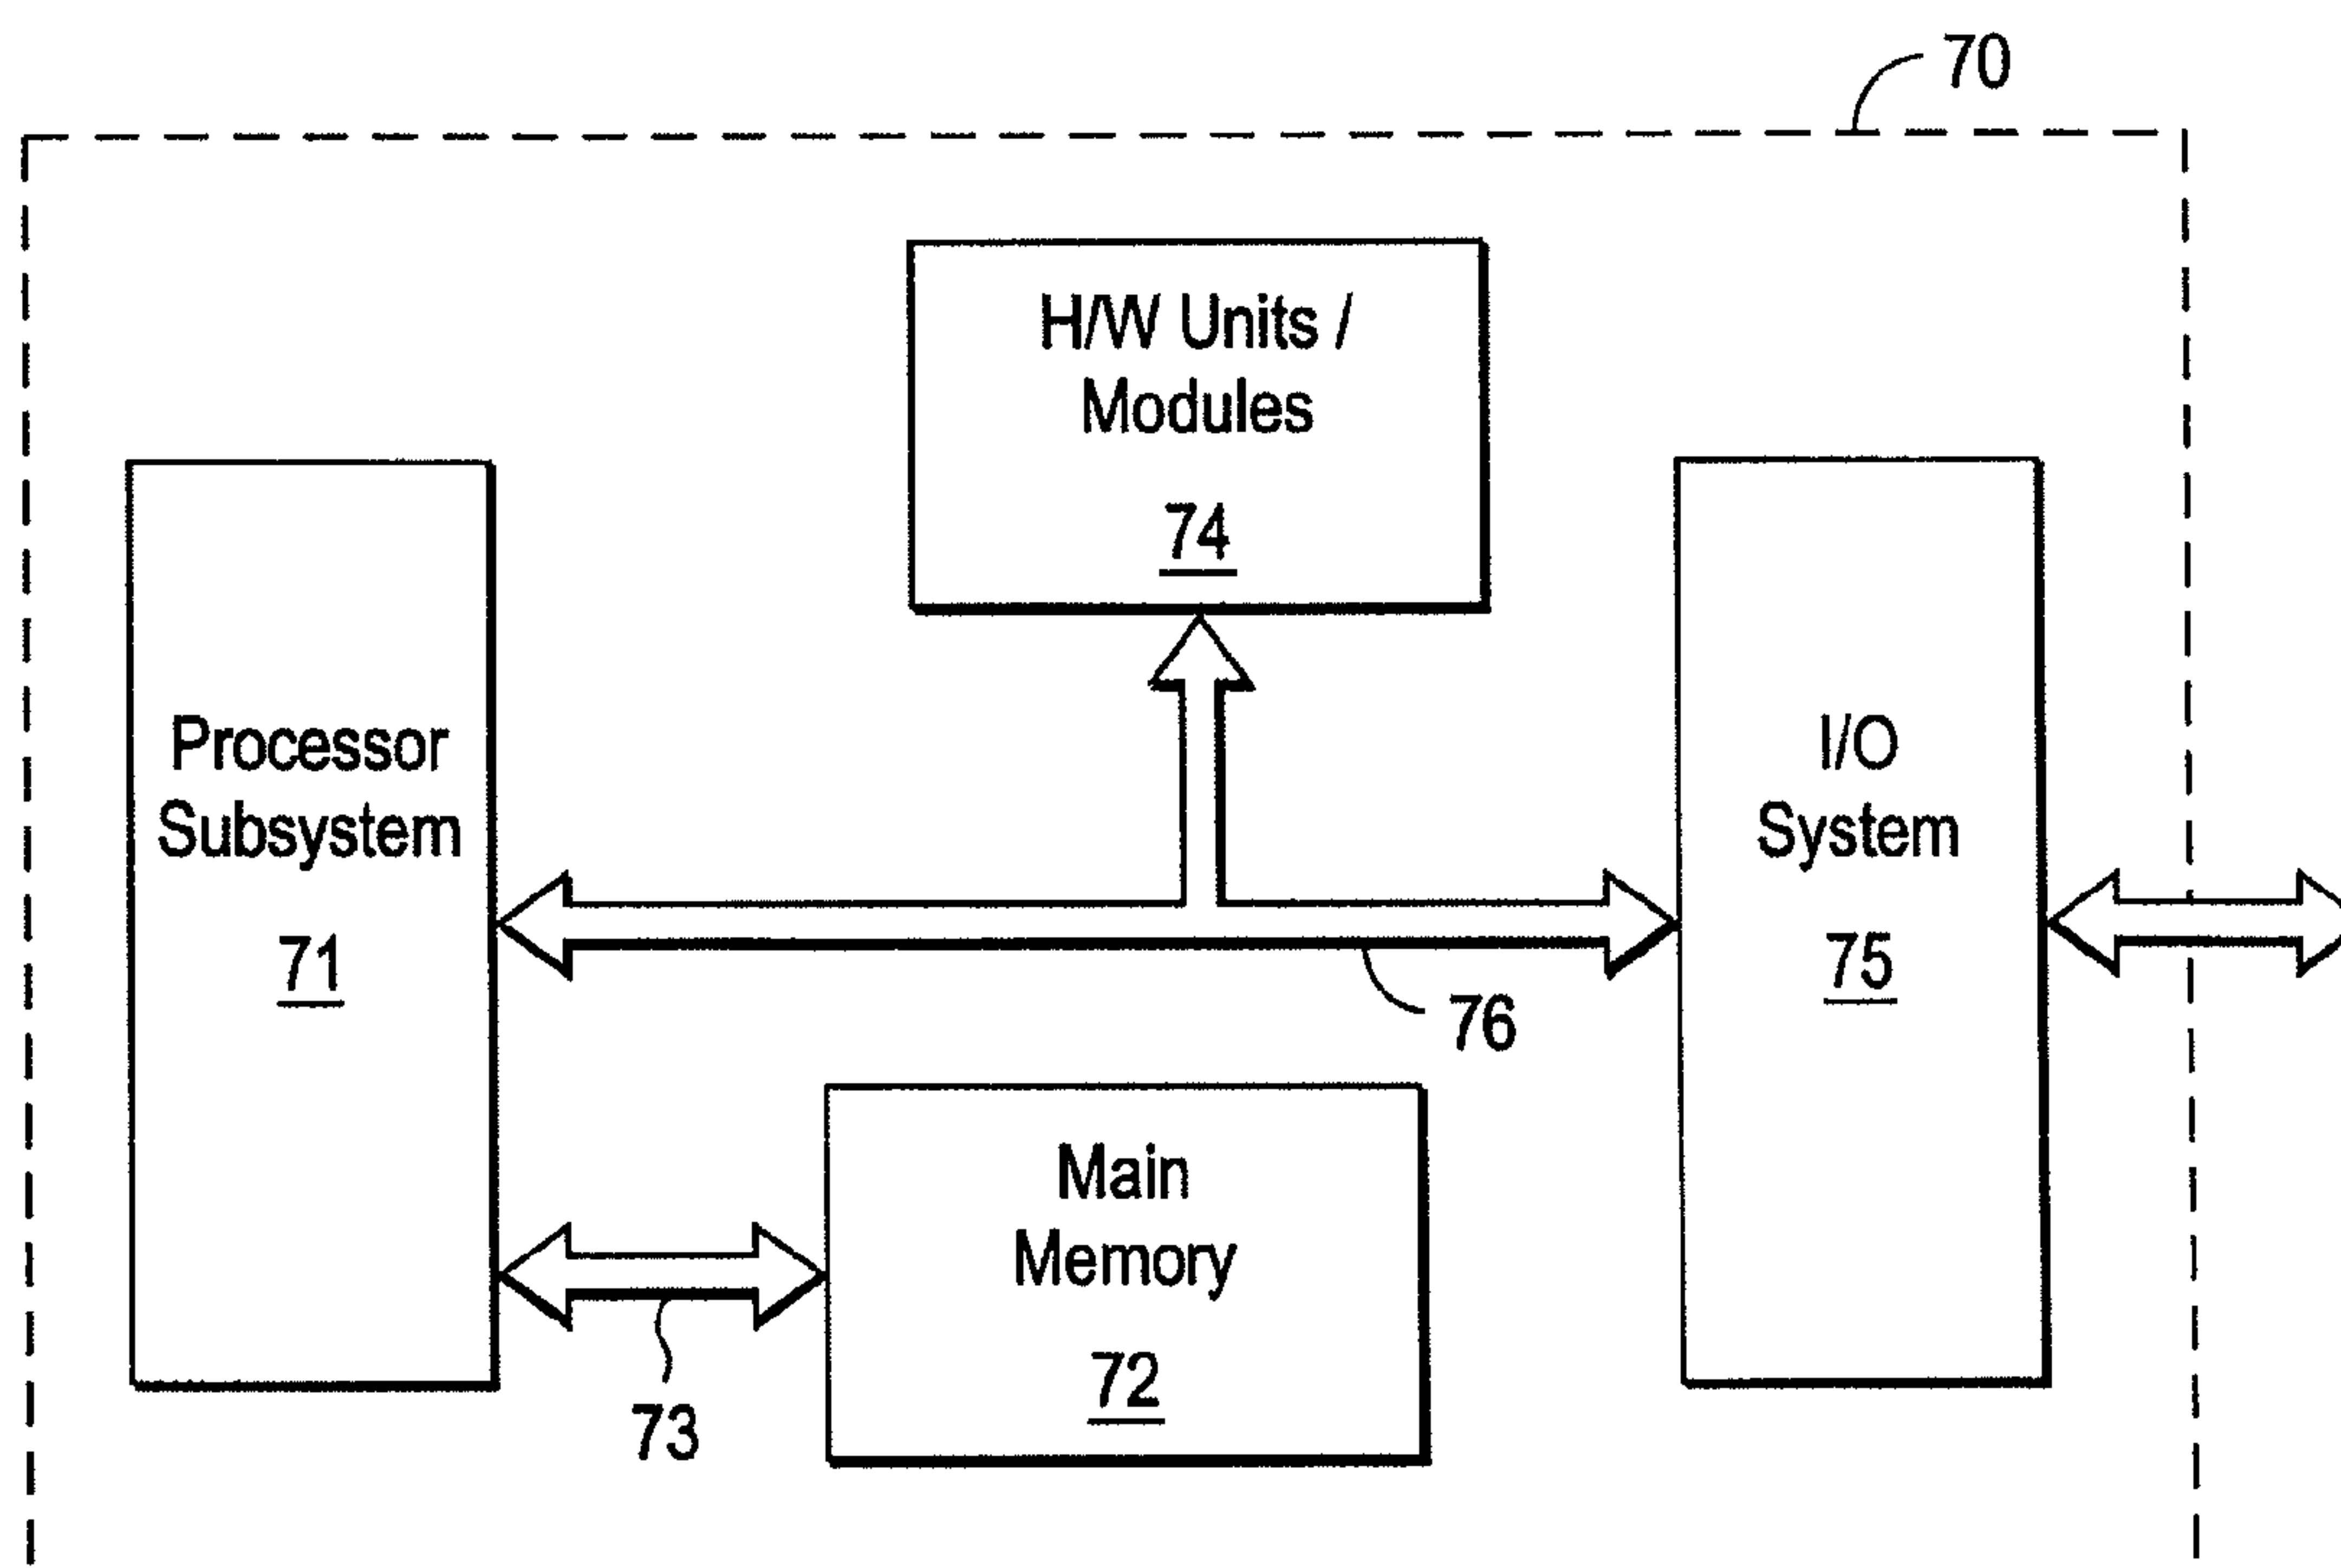 70
H/W Units /
Modules
74
Processor
Subsystem
71
I/O
System
75
76
Main
Memory
72
73